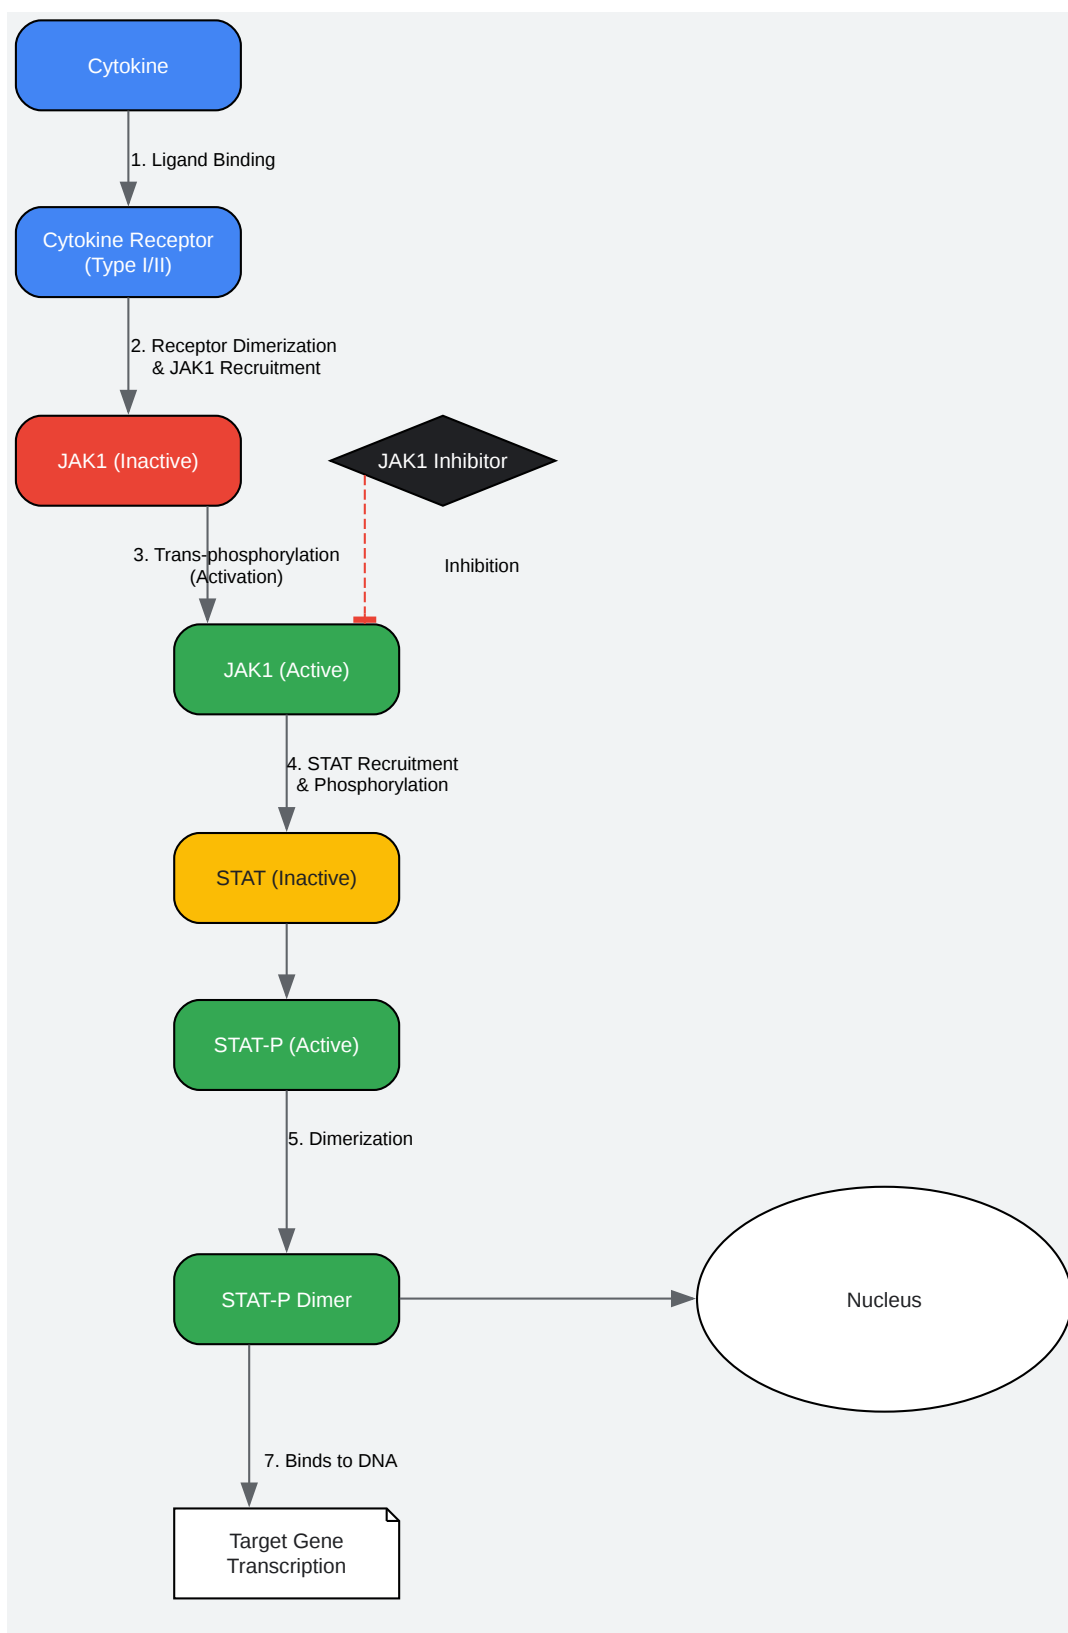 Cytokine
1. Ligand Binding
Cytokine Receptor
(Type I/II)
2. Receptor Dimerization
& JAK1 Recruitment
JAK1 (Inactive)
JAK1 Inhibitor
3. Trans-phosphorylation
(Activation)
Inhibition
JAK1 (Active)
4. STAT Recruitment
& Phosphorylation
STAT (Inactive)
STAT-P (Active)
5. Dimerization
STAT-P Dimer
Nucleus
7. Binds to DNA
Target Gene
Transcription